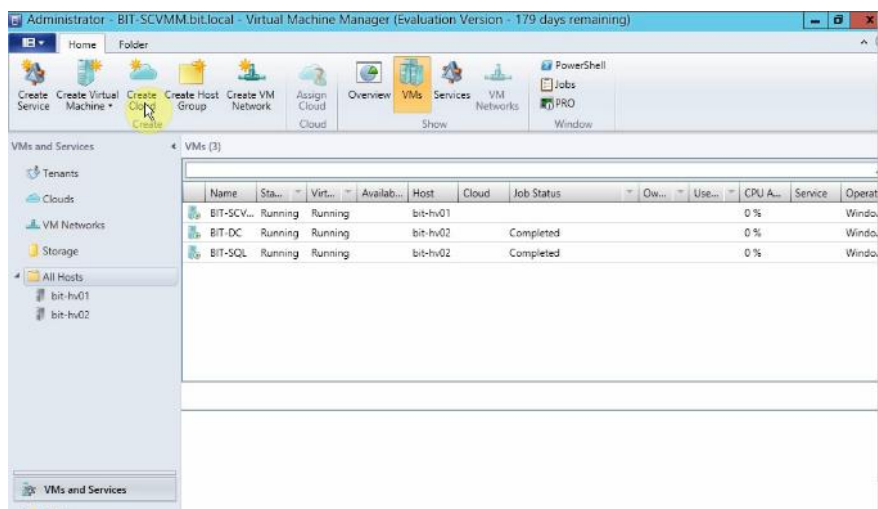 Administrator - BIT-SCVMM.bit.local - Virtual Machine Manager (Evaluation Version - 179 days remaining)
Home Folder
Create Service
Create Virtual Machine
Create Cloud
Create Host Group
Create VM Network
Assign Cloud
Overview
VMs
Services
VM Networks
PowerShell
Jobs
PRO
Create Cloud Show Window
VMs and Services
VMs (3)
Tenants
Clouds
VM Networks
Storage
All Hosts
bit-hv01
bit-hv02
Name Sta... Virt... Availab... Host Cloud Job Status Ow... Use... CPU A... Service Operat
BIT-SCV... Running Running bit-hv01 0 % Windo
BIT-DC Running Running bit-hv02 Completed 0 % Windo
BIT-SQL Running Running bit-hv02 Completed 0 % Windo
VMs and Services